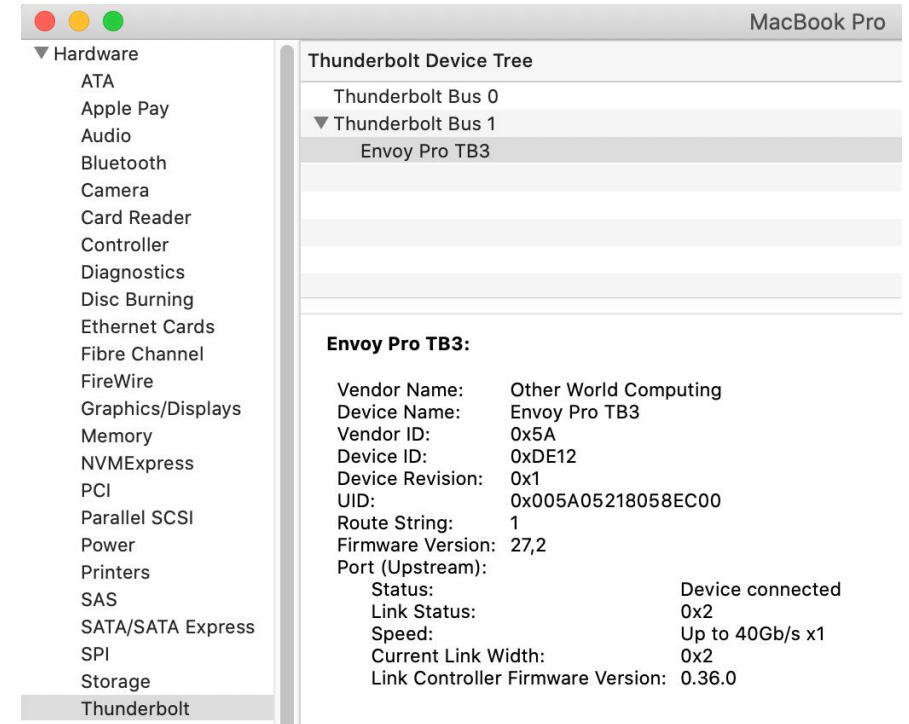 MacBook Pro
Hardware
ATA
Apple Pay
Audio
Bluetooth
Camera
Card Reader
Controller
Diagnostics
Disc Burning
Ethernet Cards
Fibre Channel
FireWire
Graphics/Displays
Memory
NVMExpress
PCI
Parallel SCSI
Power
Printers
SAS
SATA/SATA Express
SPI
Storage
Thunderbolt
Thunderbolt Device Tree
Thunderbolt Bus 0
Thunderbolt Bus 1
Envoy Pro TB3
Envoy Pro TB3:
Vendor Name: Other World Computing
Device Name: Envoy Pro TB3
Vendor ID: 0x5A
Device ID: 0xDE12
Device Revision: 0x1
UID: 0x005A05218058EC00
Route String: 1
Firmware Version: 27,2
Port (Upstream):
Status: Device connected
Link Status: 0x2
Speed: Up to 40Gb/s x1
Current Link Width: 0x2
Link Controller Firmware Version: 0.36.0